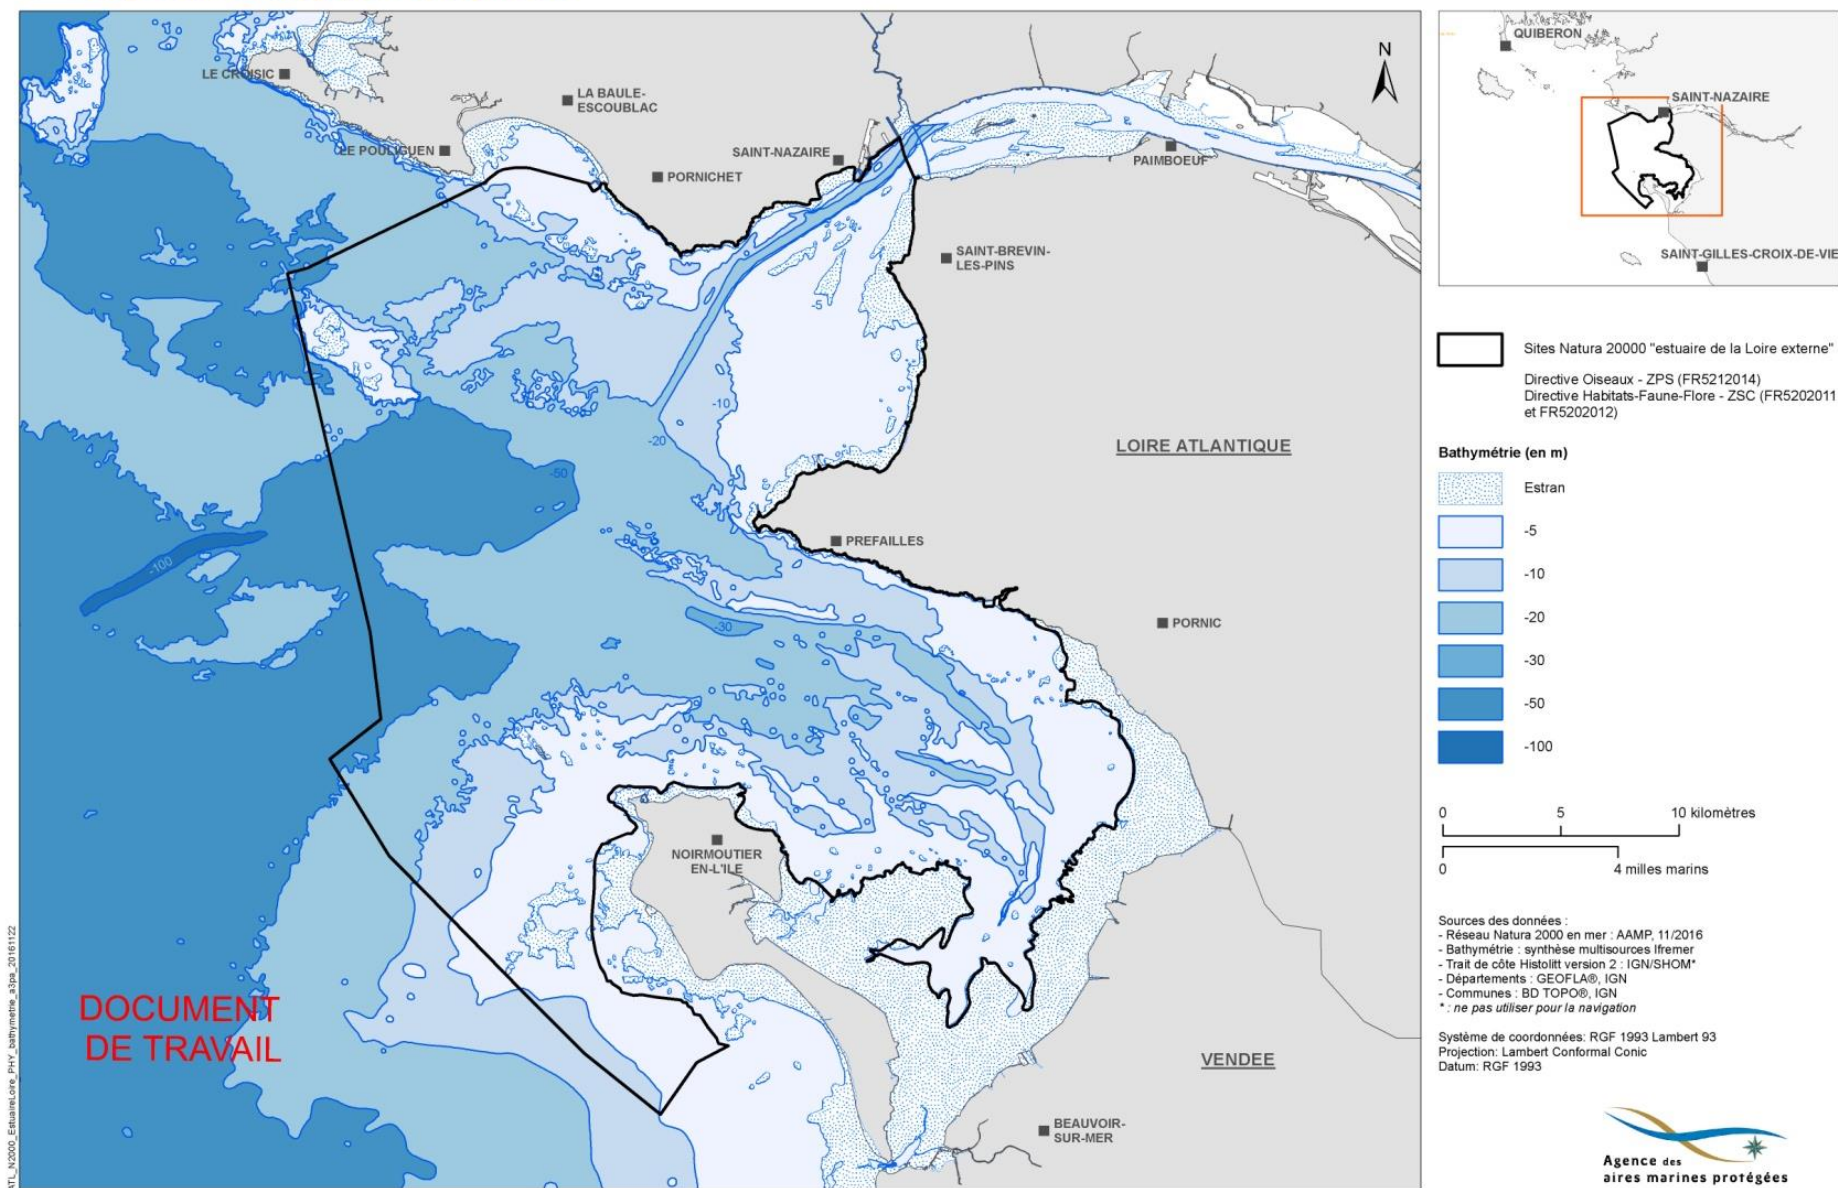 LE CROISIC
LA BAULE-
ESCOUBLAC
LE POULIGUEN
PORNICHET
SAINT-NAZAIRE
PAIMBOEUF
SAINT-BREVIN-
LES-PINS
-5
-10
-20
-50
LOIRE ATLANTIQUE
PREFAILLES
-100
-30
PORNIC
NOIRMOUTIER
EN-L'ILE
DOCUMENT
DE TRAVAIL
VENDEE
BEAUVOIR-
SUR-MER
N
ATL_N2000_EstuaireLoire_PHY_bathymetrie_a3pa_20161122
QUIBERON
SAINT-NAZAIRE
SAINT-GILLES-CROIX-DE-VIE
Sites Natura 20000 "estuaire de la Loire externe"
Directive Oiseaux - ZPS (FR5212014)
Directive Habitats-Faune-Flore - ZSC (FR5202011
et FR5202012)
Bathymétrie (en m)
Estran
-5
-10
-20
-30
-50
-100
0 5 10 kilomètres
0 4 milles marins
Sources des données :
- Réseau Natura 2000 en mer : AAMP, 11/2016
- Bathymétrie : synthèse multisources Ifremer
- Trait de côte Histolitt version 2 : IGN/SHOM*
- Départements : GEOFLA®, IGN
- Communes : BD TOPO®, IGN
* : ne pas utiliser pour la navigation
Système de coordonnées: RGF 1993 Lambert 93
Projection: Lambert Conformal Conic
Datum: RGF 1993
Agence des
aires marines protégées